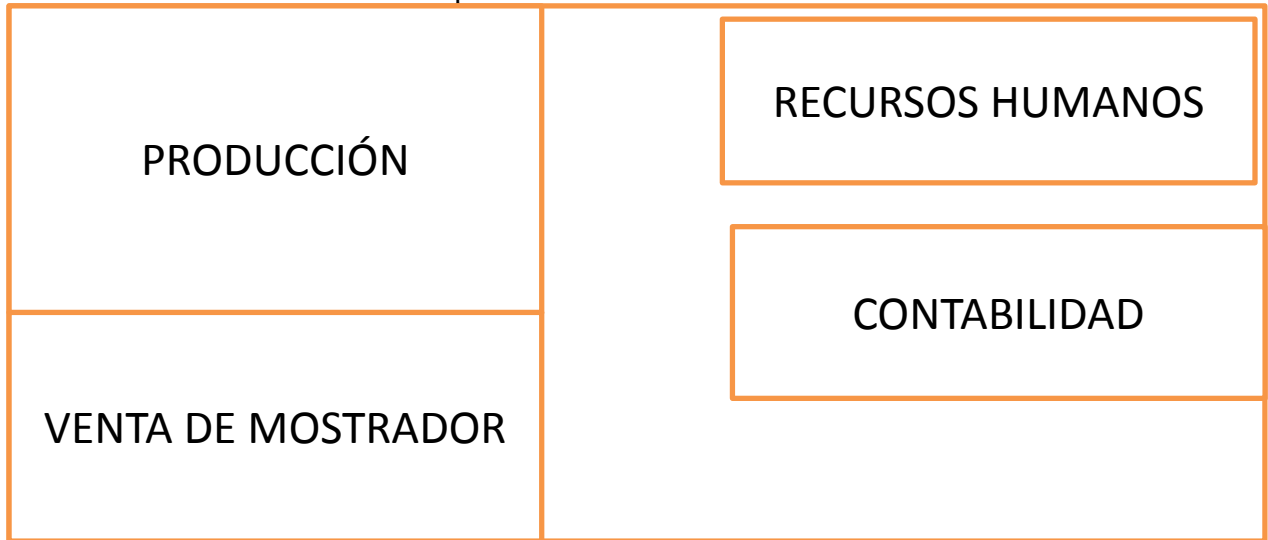 PRODUCCIÓN
VENTA DE MOSTRADOR
RECURSOS HUMANOS
CONTABILIDAD